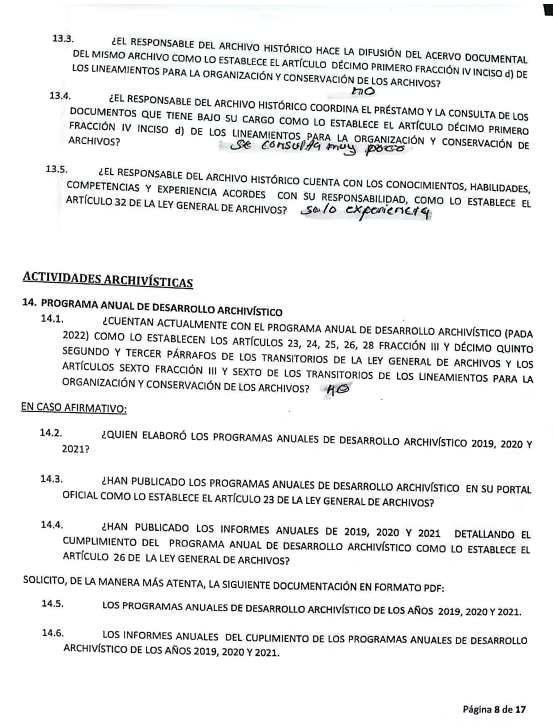 13.3. ¿EL RESPONSABLE DEL ARCHIVO HISTÓRICO HACE LA DIFUSIÓN DEL ACERVO DOCUMENTAL
DEL MISMO ARCHIVO COMO LO ESTABLECE EL ARTÍCULO DÉCIMO PRIMERO FRACCIÓN IV INCISO d) DE
LOS LINEAMIENTOS PARA LA ORGANIZACIÓN Y CONSERVACIÓN DE LOS ARCHIVOS?
no
13.4. ¿EL RESPONSABLE DEL ARCHIVO HISTÓRICO COORDINA EL PRÉSTAMO Y LA CONSULTA DE LOS
DOCUMENTOS QUE TIENE BAJO SU CARGO COMO LO ESTABLECE EL ARTÍCULO DÉCIMO PRIMERO
FRACCIÓN IV INCISO d) DE LOS LINEAMIENTOS PARA LA ORGANIZACIÓN Y CONSERVACIÓN DE
ARCHIVOS? se consulta muy poco
13.5. ¿EL RESPONSABLE DEL ARCHIVO HISTÓRICO CUENTA CON LOS CONOCIMIENTOS, HABILIDADES,
COMPETENCIAS Y EXPERIENCIA ACORDES CON SU RESPONSABILIDAD, COMO LO ESTABLECE EL
ARTÍCULO 32 DE LA LEY GENERAL DE ARCHIVOS? solo experiencia
ACTIVIDADES ARCHIVÍSTICAS
14. PROGRAMA ANUAL DE DESARROLLO ARCHIVÍSTICO
14.1. ¿CUENTAN ACTUALMENTE CON EL PROGRAMA ANUAL DE DESARROLLO ARCHIVÍSTICO (PADA
2022) COMO LO ESTABLECEN LOS ARTÍCULOS 23, 24, 25, 26, 28 FRACCIÓN III Y DÉCIMO QUINTO
SEGUNDO Y TERCER PÁRRAFOS DE LOS TRANSITORIOS DE LA LEY GENERAL DE ARCHIVOS Y LOS
ARTÍCULOS SEXTO FRACCIÓN III Y SEXTO DE LOS TRANSITORIOS DE LOS LINEAMIENTOS PARA LA
ORGANIZACIÓN Y CONSERVACIÓN DE LOS ARCHIVOS? NO
EN CASO AFIRMATIVO:
14.2. ¿QUIEN ELABORÓ LOS PROGRAMAS ANUALES DE DESARROLLO ARCHIVÍSTICO 2019, 2020 Y
2021?
14.3. ¿HAN PUBLICADO LOS PROGRAMAS ANUALES DE DESARROLLO ARCHIVÍSTICO EN SU PORTAL
OFICIAL COMO LO ESTABLECE EL ARTÍCULO 23 DE LA LEY GENERAL DE ARCHIVOS?
14.4. ¿HAN PUBLICADO LOS INFORMES ANUALES DE 2019, 2020 Y 2021 DETALLANDO EL
CUMPLIMIENTO DEL PROGRAMA ANUAL DE DESARROLLO ARCHIVÍSTICO COMO LO ESTABLECE EL
ARTÍCULO 26 DE LA LEY GENERAL DE ARCHIVOS?
SOLICITO, DE LA MANERA MÁS ATENTA, LA SIGUIENTE DOCUMENTACIÓN EN FORMATO PDF:
14.5. LOS PROGRAMAS ANUALES DE DESARROLLO ARCHIVÍSTICO DE LOS AÑOS 2019, 2020 Y 2021.
14.6. LOS INFORMES ANUALES DEL CUPLIMIENTO DE LOS PROGRAMAS ANUALES DE DESARROLLO
ARCHIVÍSTICO DE LOS AÑOS 2019, 2020 Y 2021.
Página 8 de 17